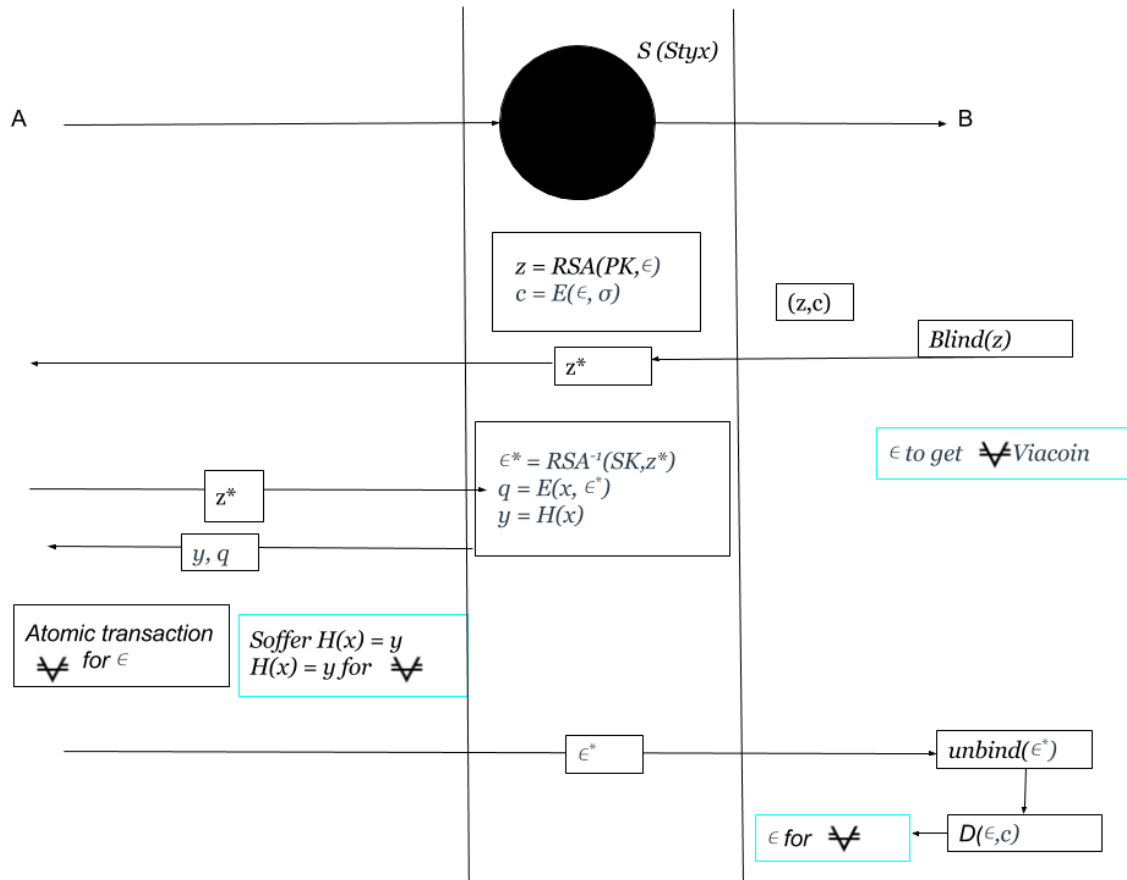 S (Styx)
A
B
z = RSA(PK,ϵ)
c = E(ϵ, σ)
(z,c)
Blind(z)
z*
ϵ* = RSA⁻¹(SK,z*)
q = E(x, ϵ*)
y = H(x)
ϵ to get Viacoin
z*
y, q
Atomic transaction
for ϵ
Soffer H(x) = y
H(x) = y for
ϵ*
unbind(ϵ*)
ϵ for
D(ϵ,c)